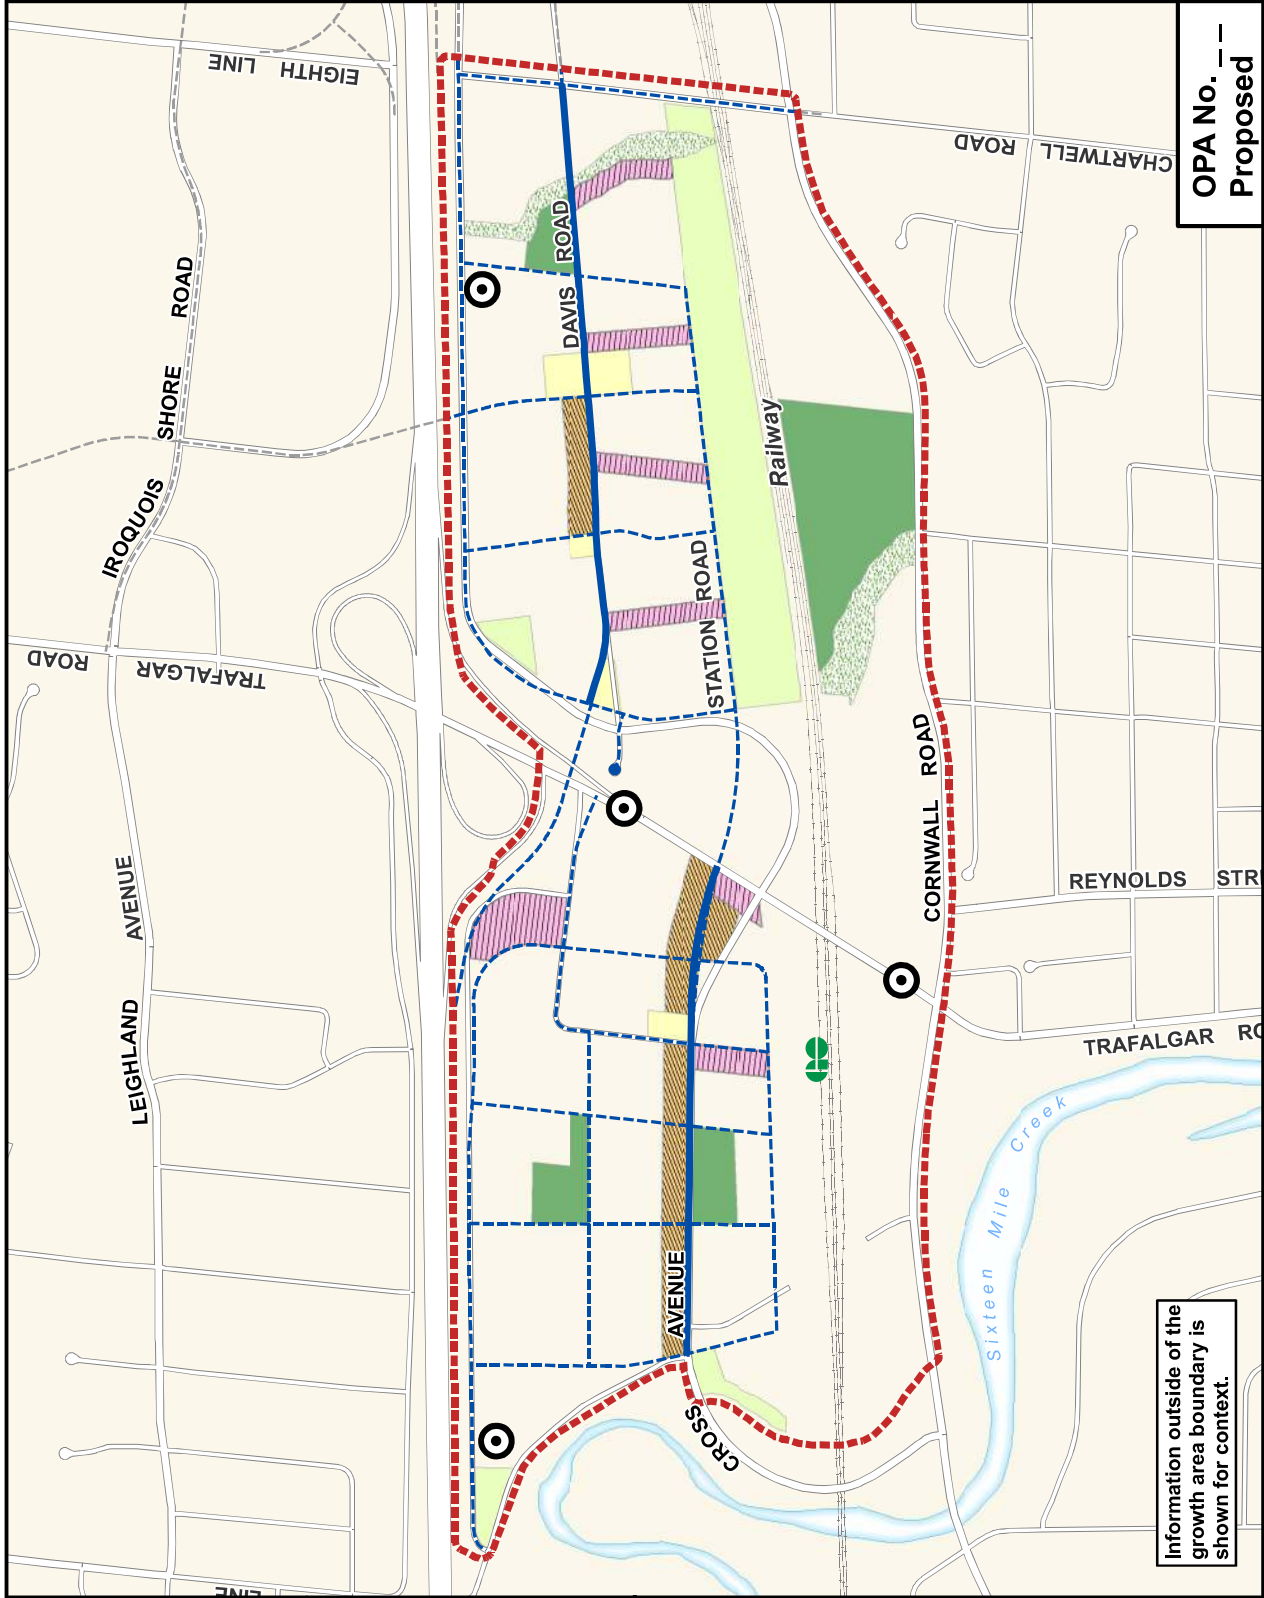 OPA No. _ _
Proposed
EIGHTH LINE
IROQUOIS SHORE ROAD
CHARTWELL ROAD
DAVIS ROAD
Railway
STATION ROAD
TRAFALGAR ROAD
CORNWALL ROAD
LEIGHLAND AVENUE
REYNOLDS STR
TRAFALGAR RO
Sixteen Mile Creek
CROSS AVENUE
LINE
Information outside of the
growth area boundary is
shown for context.